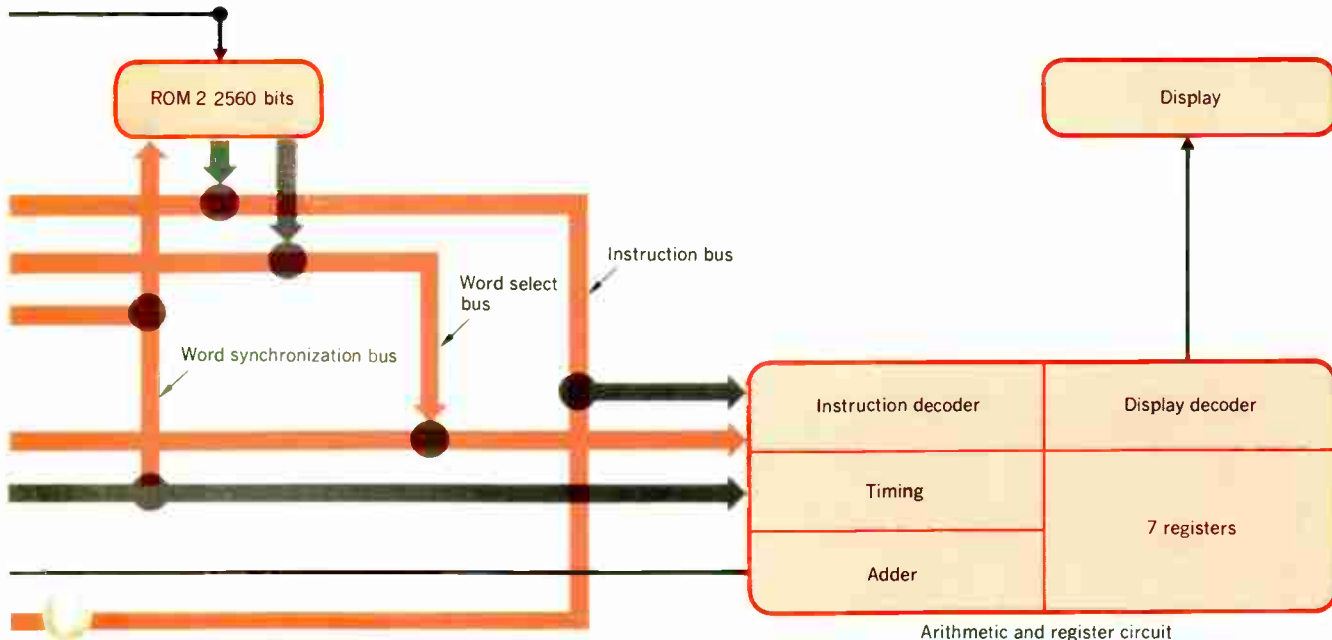 ROM 2 2560 bits
Display
Instruction bus
Word select
bus
Word synchronization bus
Instruction decoder
Display decoder
Timing
7 registers
Adder
Arithmetic and register circuit